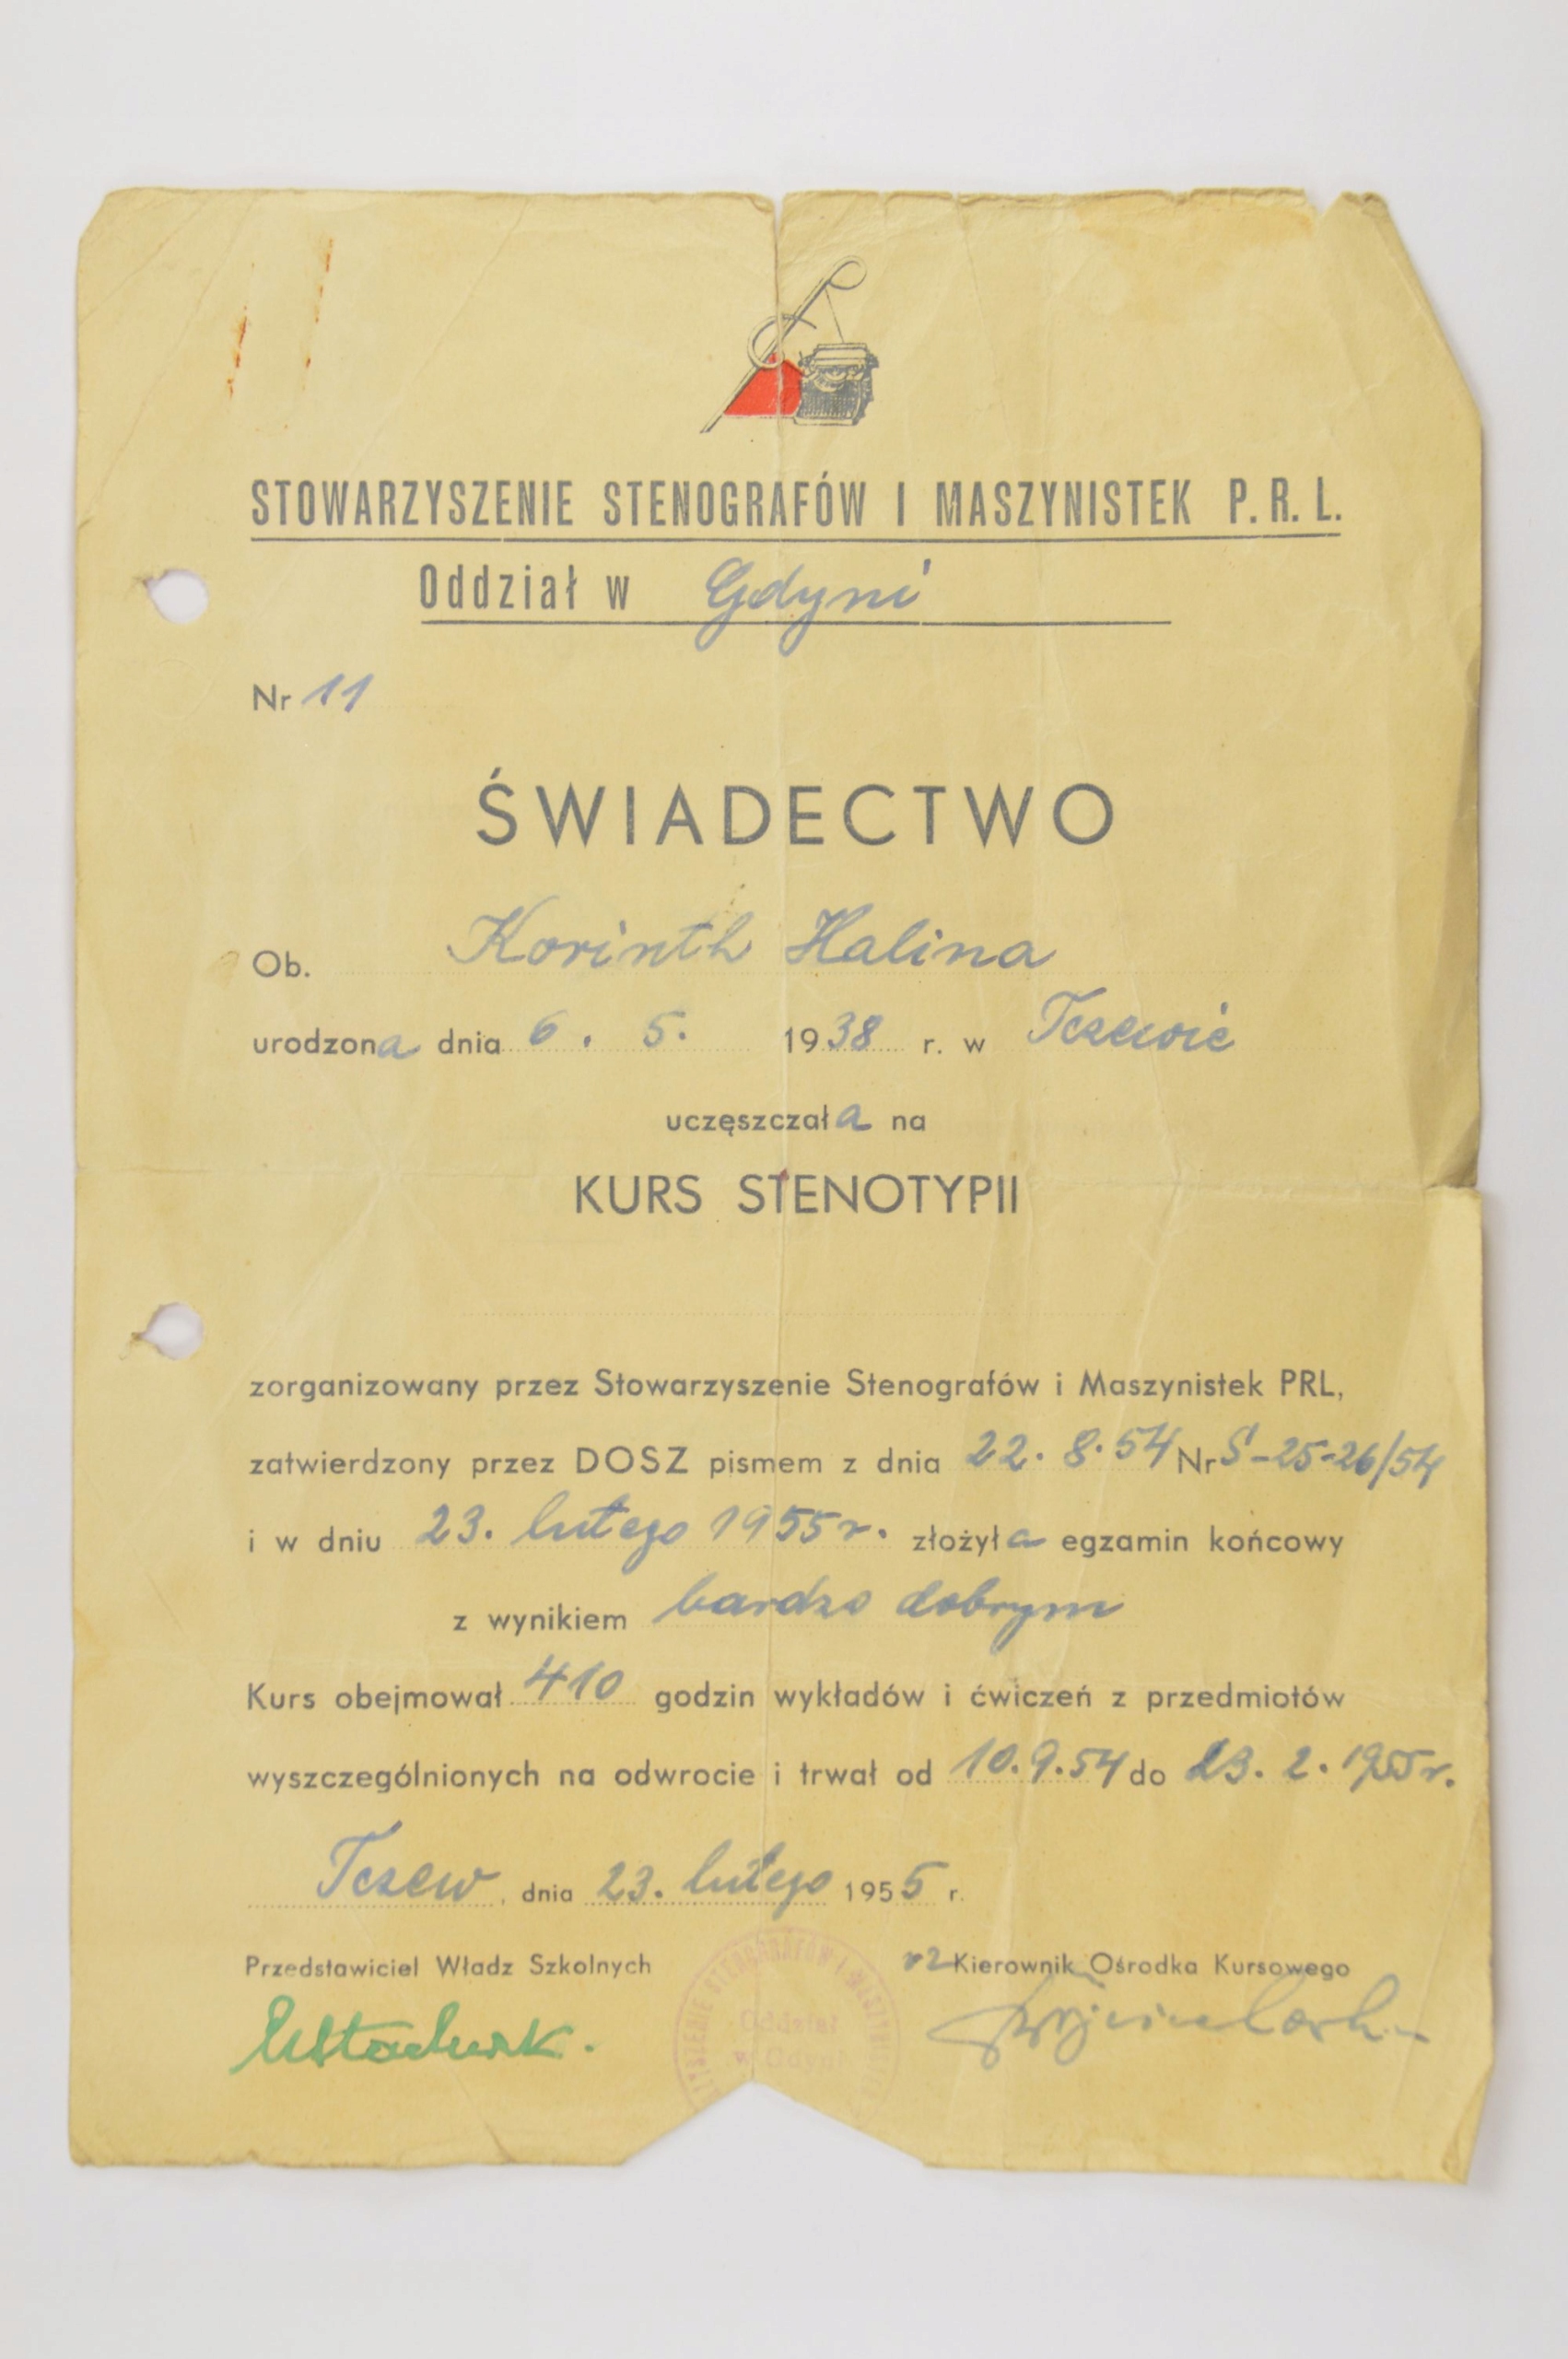 STOWARZYSZENIE STENOGRAFÓW I MASZYNISTEK P.R.L.
Oddział w Gdyni
Nr 11
ŚWIADECTWO
Ob. Korinth Halina
urodzona dnia 6. 5. 1938 r. w Tczewie
uczęszczała na
KURS STENOTYPII
zorganizowany przez Stowarzyszenie Stenografów i Maszynistek PRL,
zatwierdzony przez DOSZ pismem z dnia 22. 8. 54 Nr S-25-26/54
i w dniu 23. lutego 1955 r. złożyła egzamin końcowy
z wynikiem bardzo dobrym
Kurs obejmował 410 godzin wykładów i ćwiczeń z przedmiotów
wyszczególnionych na odwrocie i trwał od 10.9.54 do 23. 2. 1955 r.
Tczew, dnia 23. lutego 1955 r.
Przedstawiciel Władz Szkolnych
Kierownik Ośrodka Kursowego
STENOGRAFÓW I
Oddział
w Gdyni